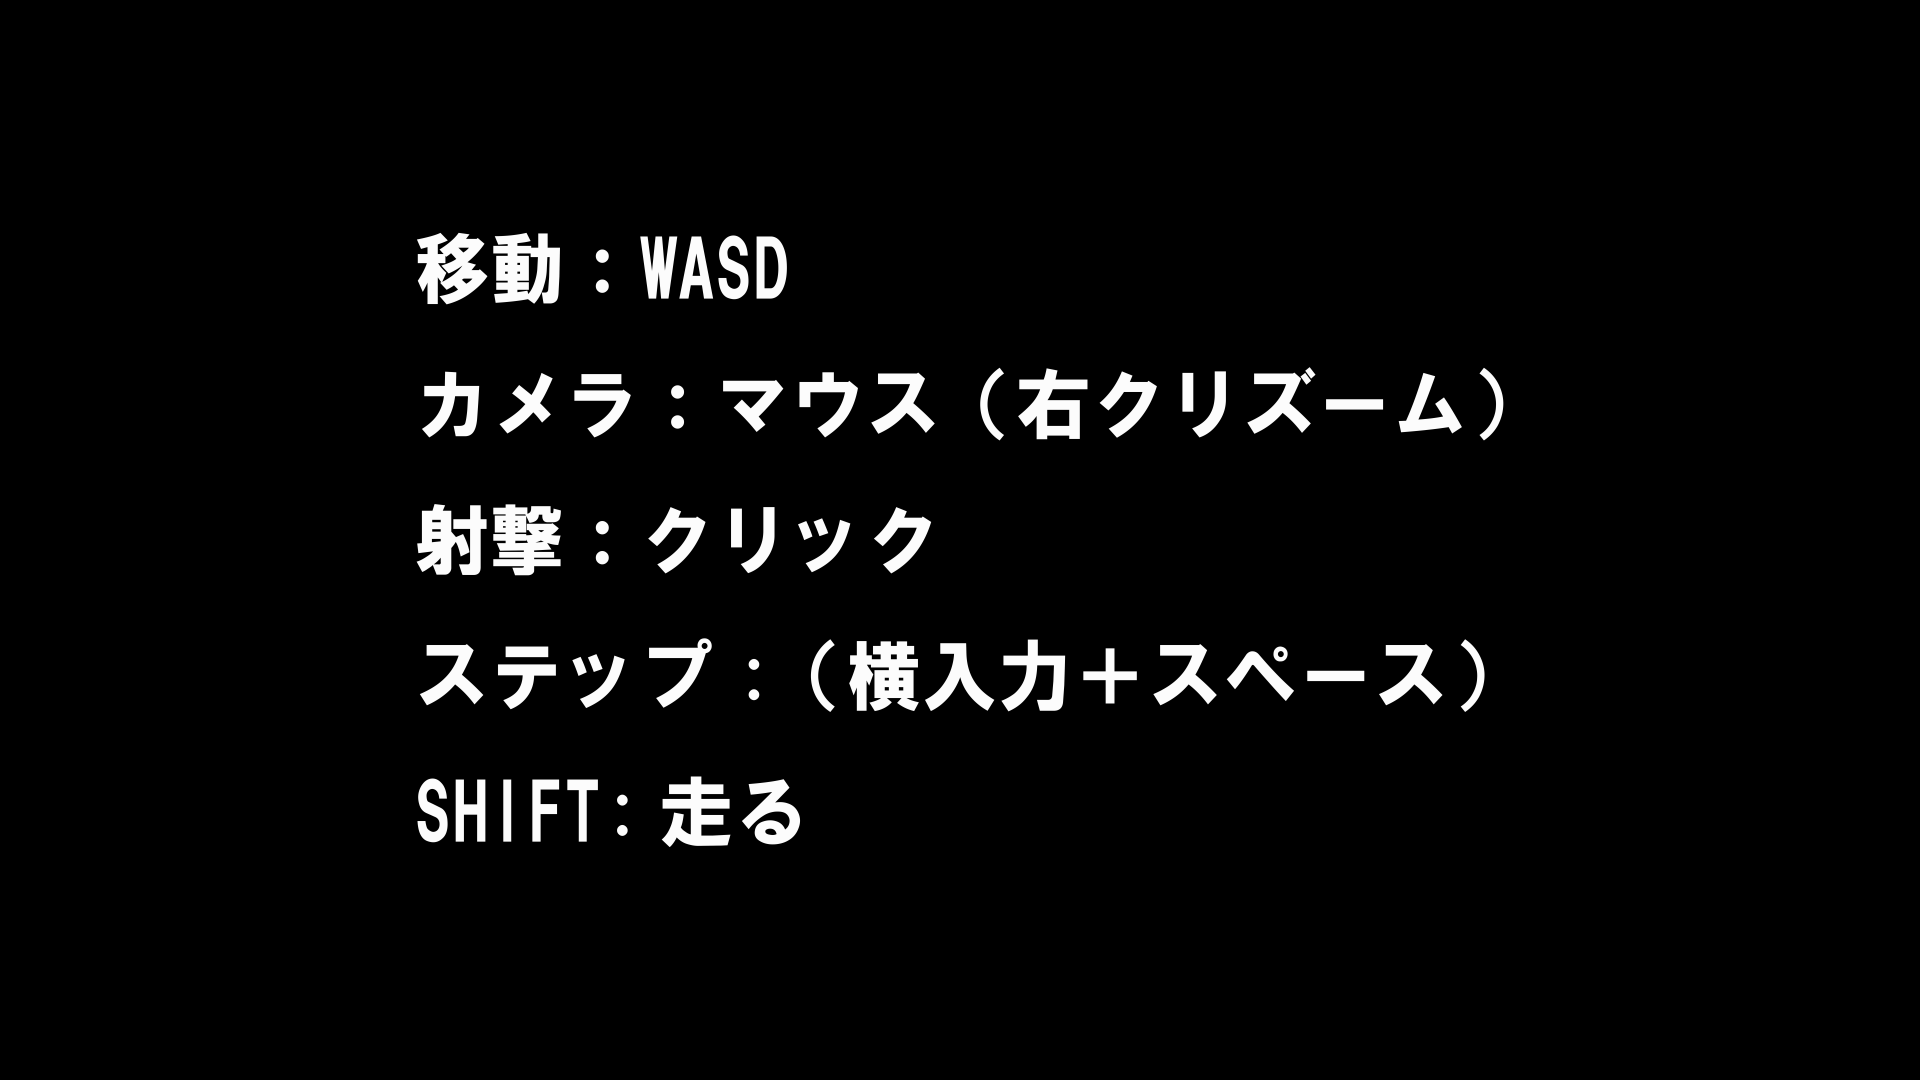 移動：WASD
カメラ：マウス（右クリズーム）
射撃：クリック
ステップ：（横入力＋スペース）
SHIFT：走る